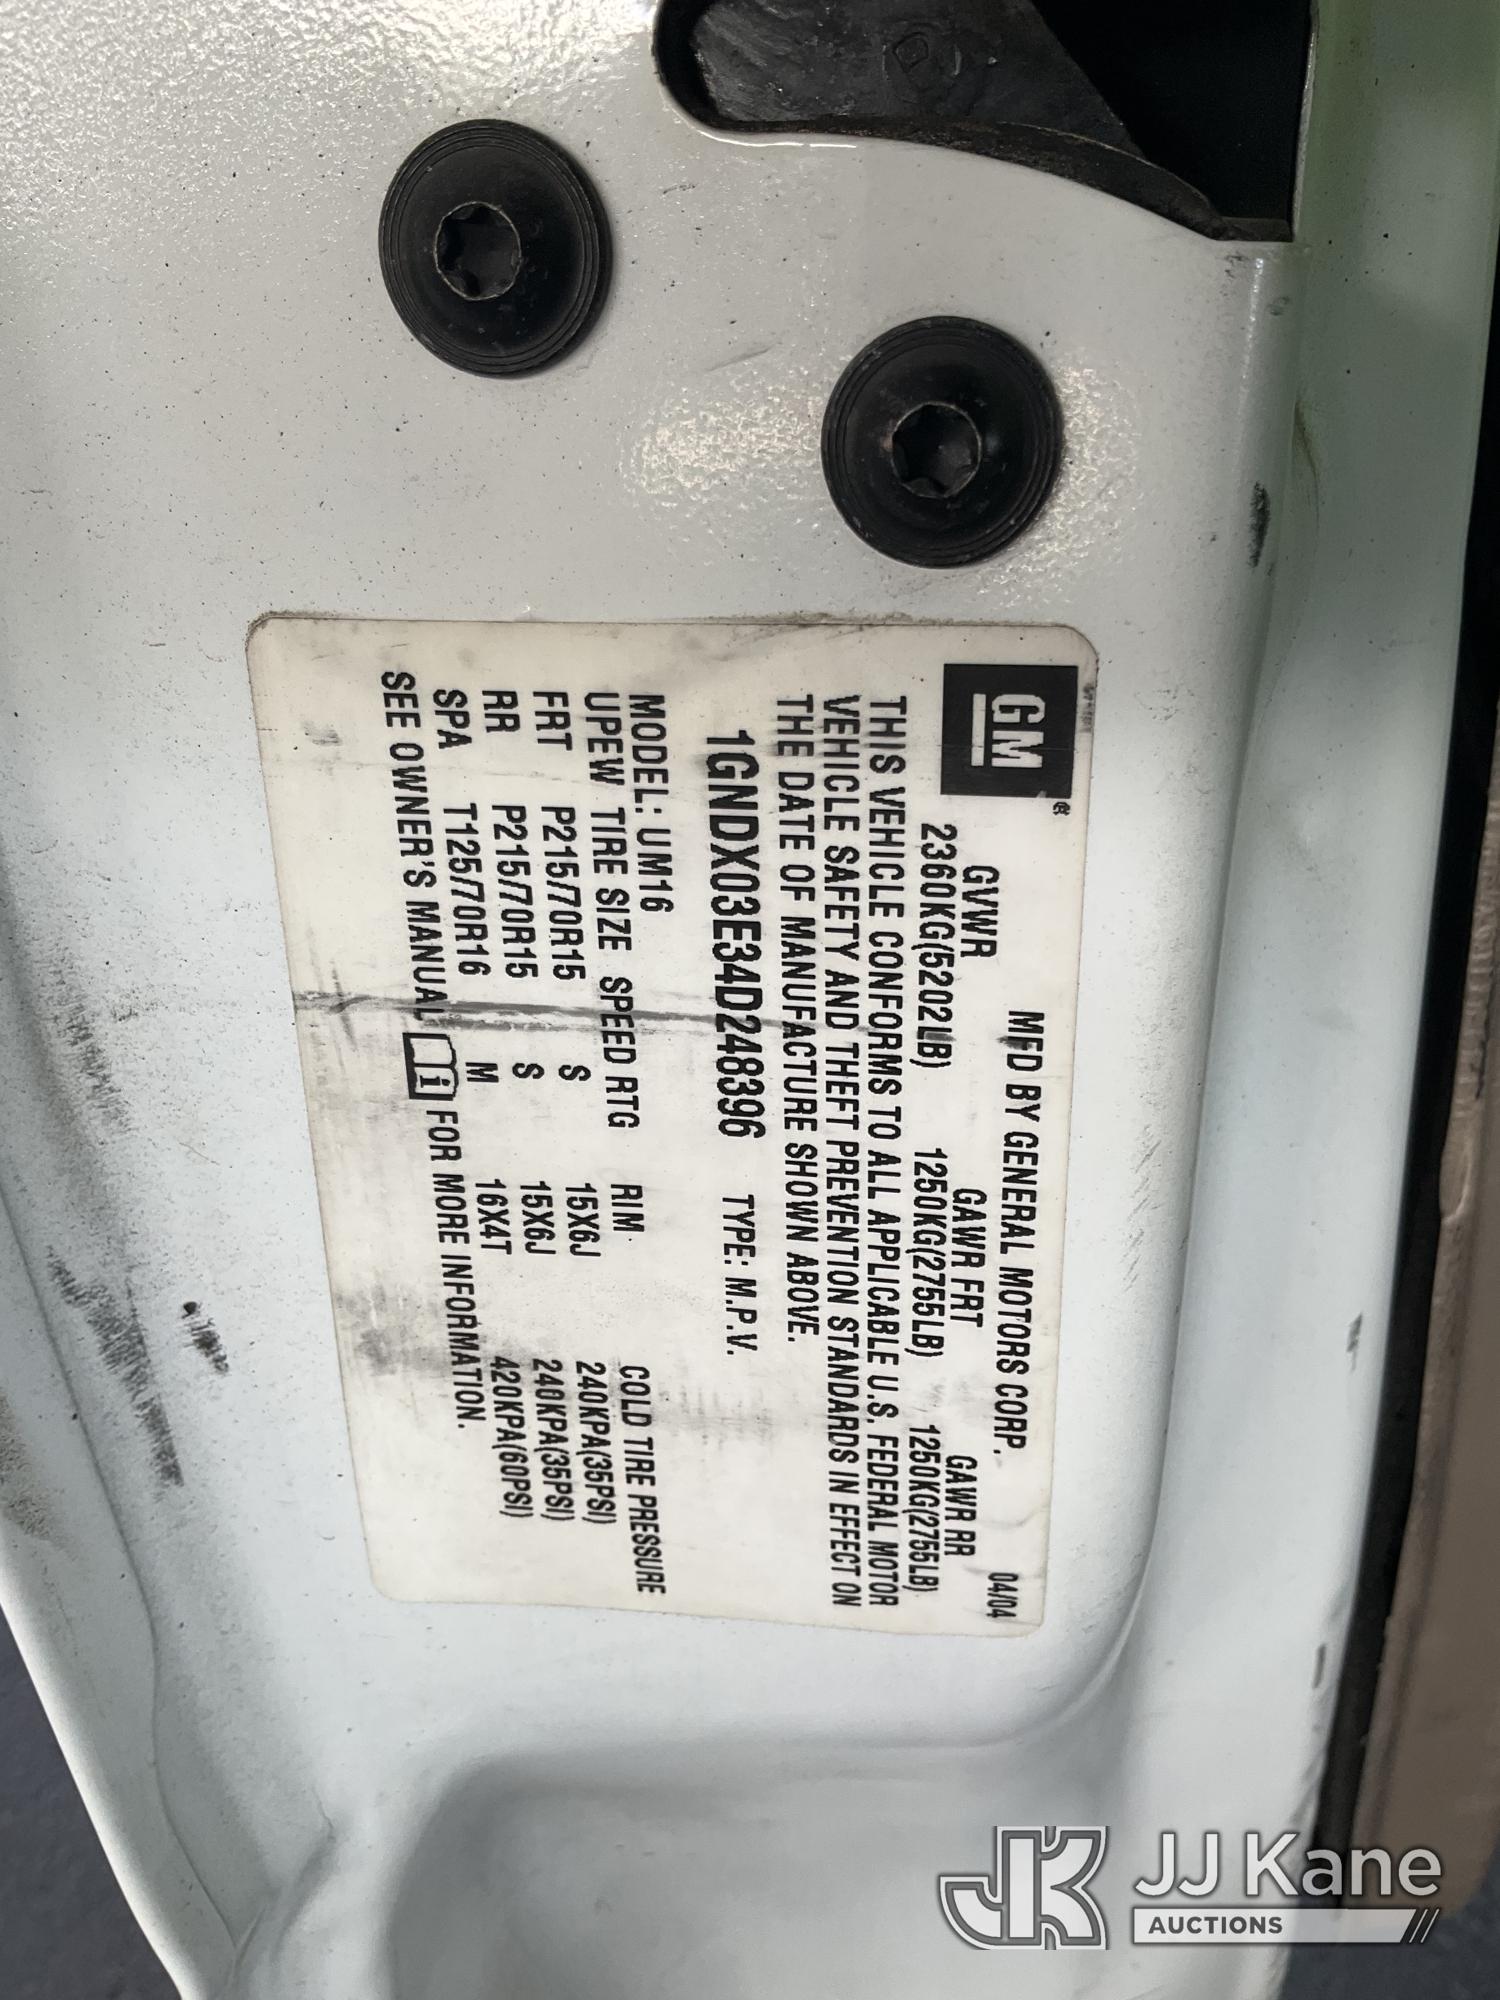 GM ®
MFD BY GENERAL MOTORS CORP. 04/04
GVWR GAWR FRT GAWR RR
2360KG(5202LB) 1250KG(2755LB) 1250KG(2755LB)
THIS VEHICLE CONFORMS TO ALL APPLICABLE U.S. FEDERAL MOTOR
VEHICLE SAFETY AND THEFT PREVENTION STANDARDS IN EFFECT ON
THE DATE OF MANUFACTURE SHOWN ABOVE.
1GNDX03E34D248396 TYPE: M.P.V.
MODEL: UM16
UPEW TIRE SIZE SPEED RTG RIM COLD TIRE PRESSURE
FRT P215/70R15 S 15X6J 240KPA(35PSI)
RR P215/70R15 S 15X6J 240KPA(35PSI)
SPA T125/70R16 M 16X4T 420KPA(60PSI)
SEE OWNER'S MANUAL i FOR MORE INFORMATION.
JK JJ Kane
AUCTIONS